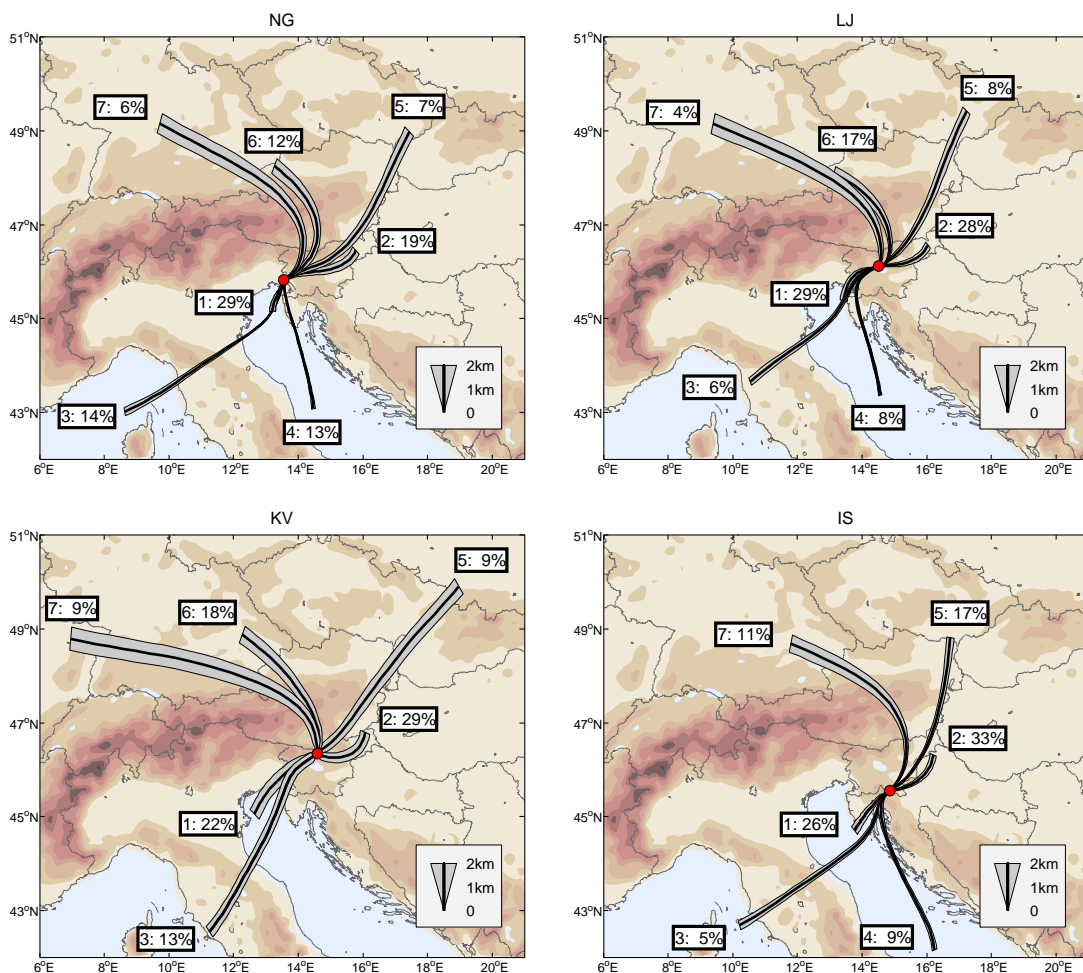 NG
LJ
51°N
49°N
47°N
45°N
43°N
6°E
8°E
10°E
12°E
14°E
16°E
18°E
20°E
7: 6%
6: 12%
5: 7%
2: 19%
1: 29%
3: 14%
4: 13%
2km
1km
0
51°N
49°N
47°N
45°N
43°N
6°E
8°E
10°E
12°E
14°E
16°E
18°E
20°E
7: 4%
6: 17%
5: 8%
2: 28%
1: 29%
3: 6%
4: 8%
2km
1km
0
KV
IS
51°N
49°N
47°N
45°N
43°N
7: 9%
6: 18%
5: 9%
2: 29%
1: 22%
3: 13%
2km
1km
0
6°E
8°E
10°E
12°E
14°E
16°E
18°E
20°E
51°N
49°N
47°N
45°N
43°N
7: 11%
5: 17%
2: 33%
1: 26%
3: 5%
4: 9%
2km
1km
0
6°E
8°E
10°E
12°E
14°E
16°E
18°E
20°E